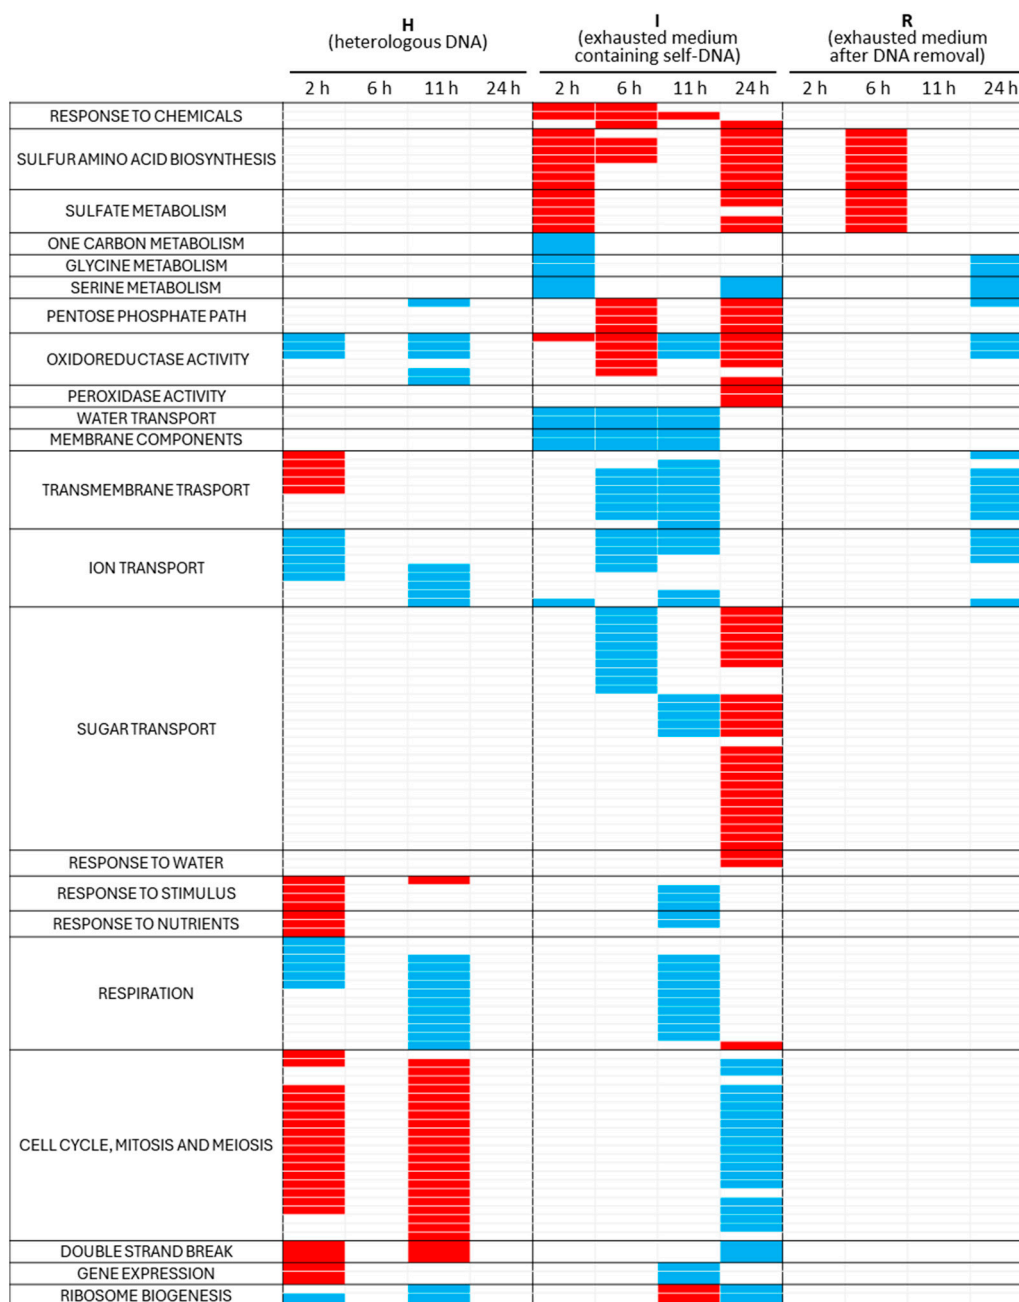 H
(heterologous DNA)
I
(exhausted medium
containing self-DNA)
R
(exhausted medium
after DNA removal)
2 h 6 h 11 h 24 h 2 h 6 h 11 h 24 h 2 h 6 h 11 h 24 h
RESPONSE TO CHEMICALS
SULFUR AMINO ACID BIOSYNTHESIS
SULFATE METABOLISM
ONE CARBON METABOLISM
GLYCINE METABOLISM
SERINE METABOLISM
PENTOSE PHOSPHATE PATH
OXIDOREDUCTASE ACTIVITY
PEROXIDASE ACTIVITY
WATER TRANSPORT
MEMBRANE COMPONENTS
TRANSMEMBRANE TRASPORT
ION TRANSPORT
SUGAR TRANSPORT
RESPONSE TO WATER
RESPONSE TO STIMULUS
RESPONSE TO NUTRIENTS
RESPIRATION
CELL CYCLE, MITOSIS AND MEIOSIS
DOUBLE STRAND BREAK
GENE EXPRESSION
RIBOSOME BIOGENESIS